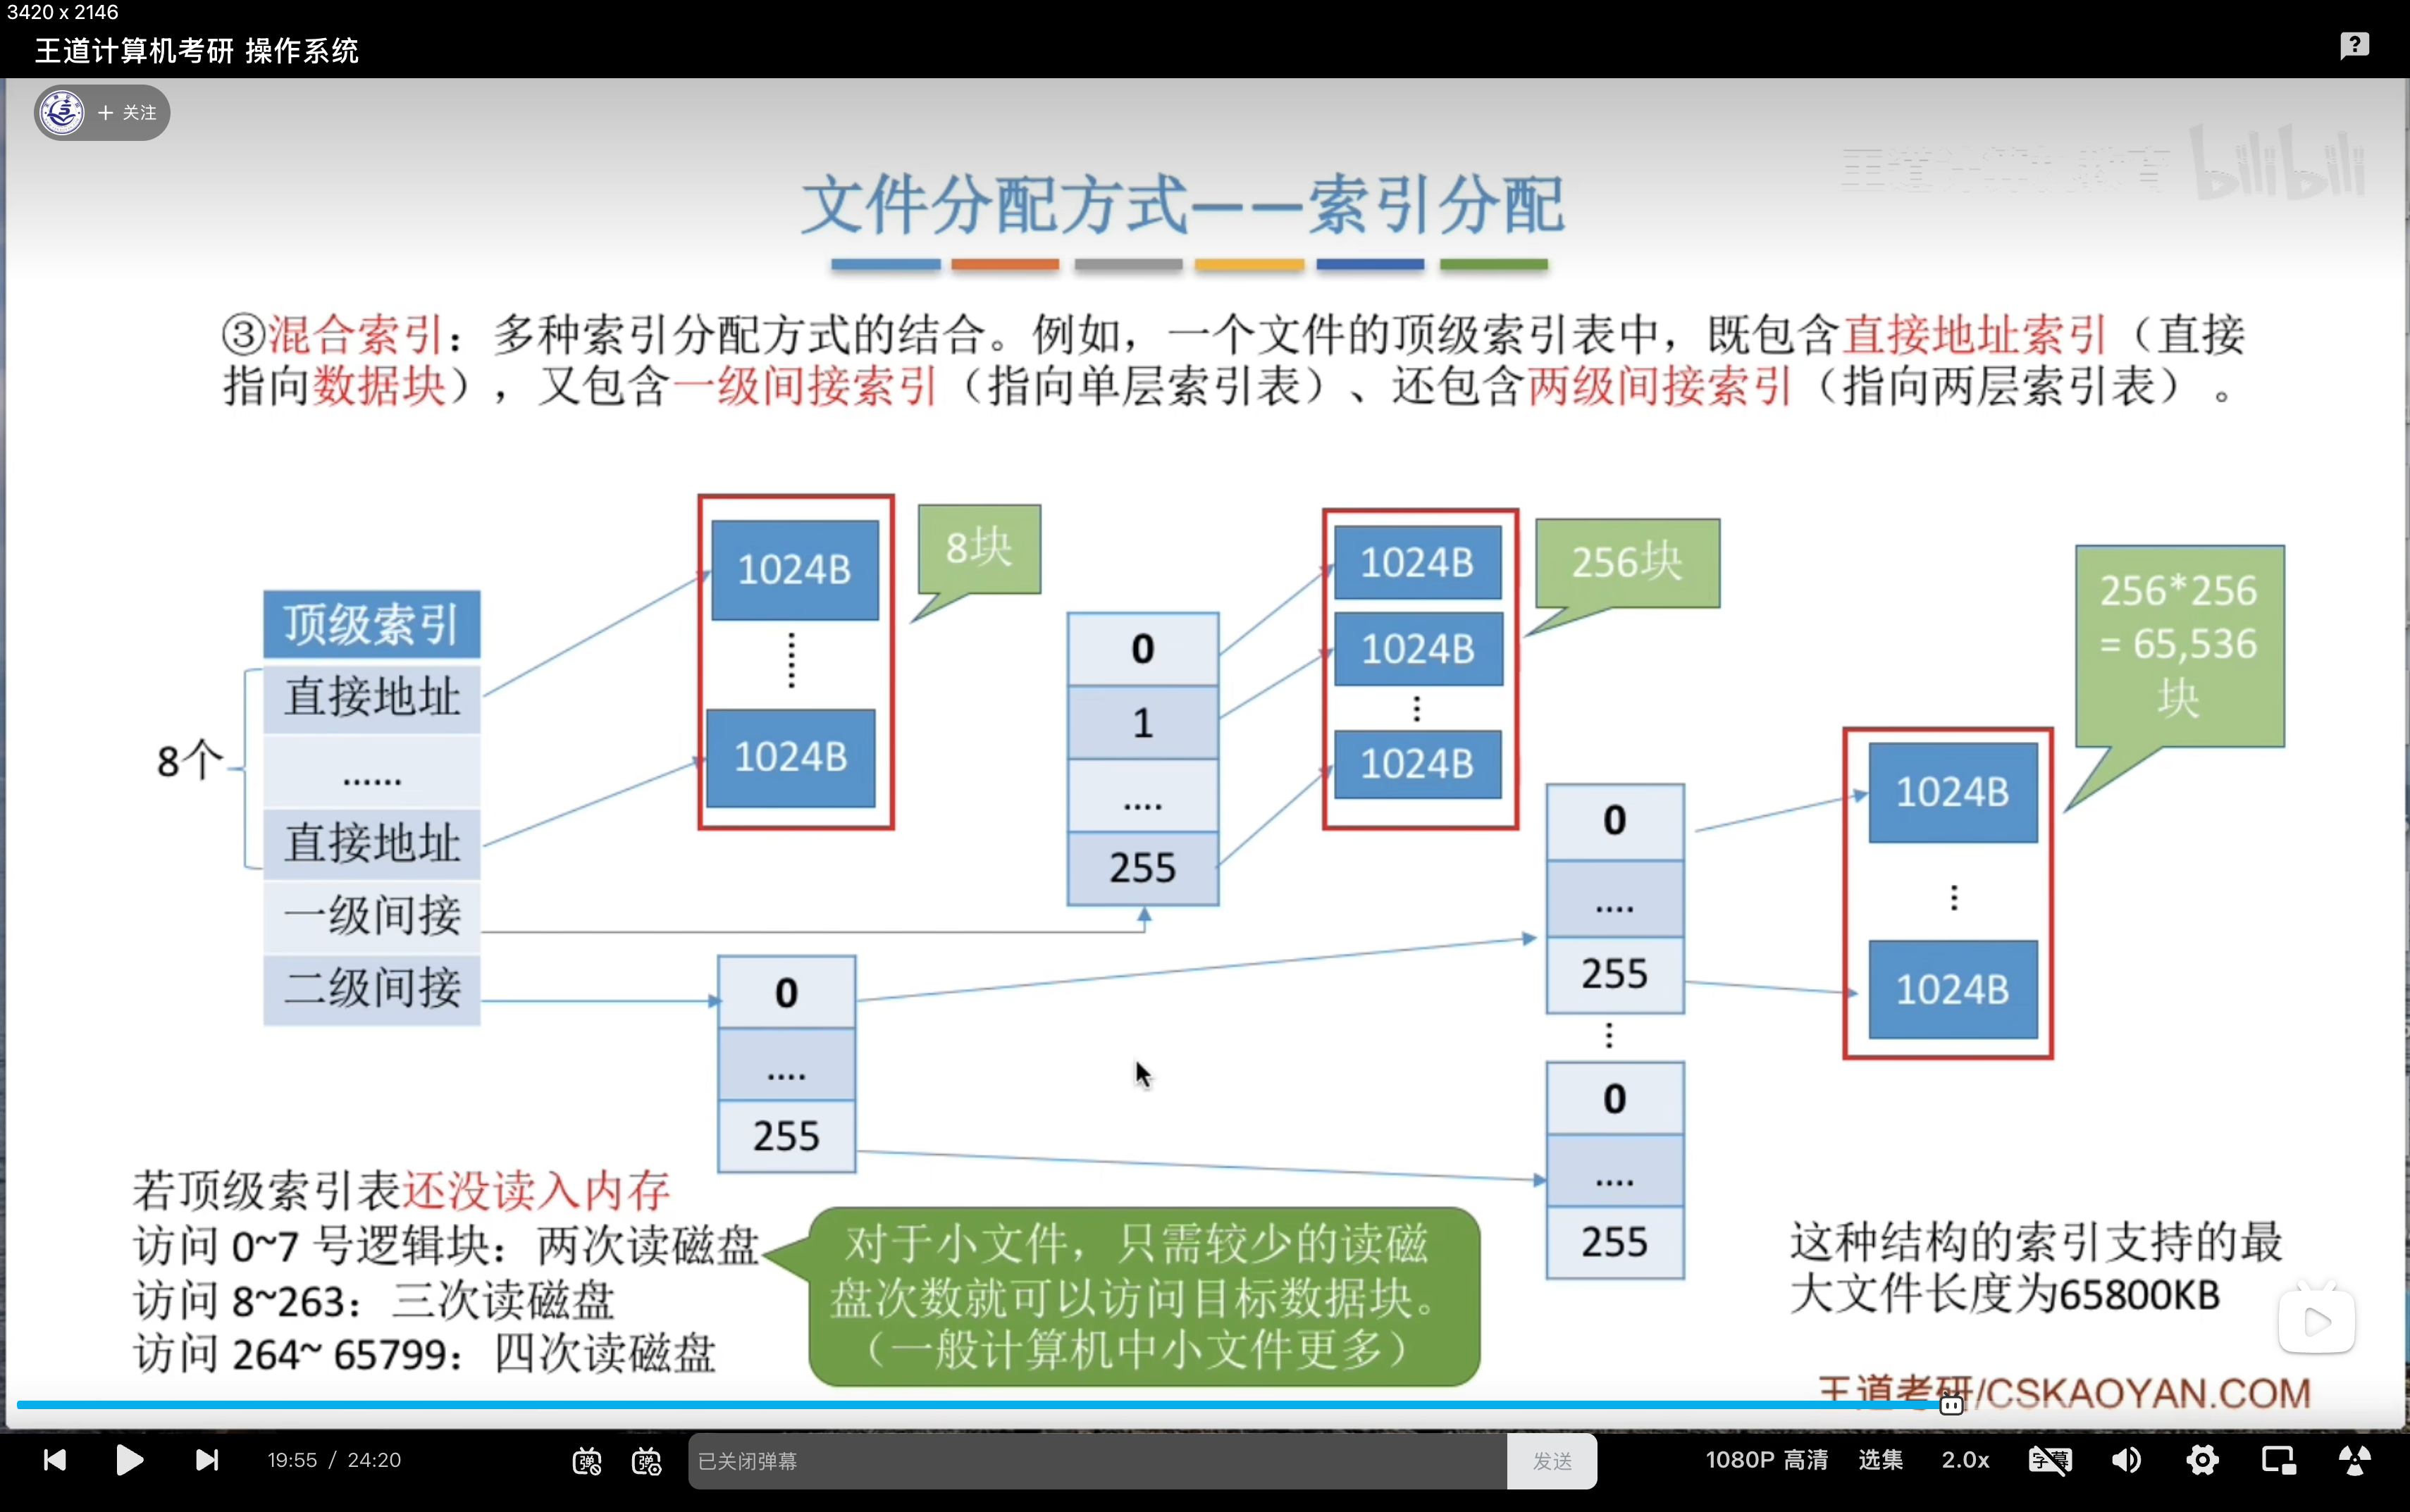 3420 x 2146
王道计算机考研 操作系统
+ 关注
bilibili
文件分配方式——索引分配
③混合索引：多种索引分配方式的结合。例如，一个文件的顶级索引表中，既包含直接地址索引（直接
指向数据块），又包含一级间接索引（指向单层索引表）、还包含两级间接索引（指向两层索引表）。
顶级索引
直接地址
......
直接地址
一级间接
二级间接
8个
1024B
1024B
8块
0
1
....
255
1024B
1024B
1024B
256块
0
....
255
0
....
255
0
....
255
1024B
1024B
256*256
= 65,536
块
若顶级索引表还没读入内存
访问 0~7 号逻辑块：两次读磁盘
访问 8~263：三次读磁盘
访问 264~ 65799：四次读磁盘
对于小文件，只需较少的读磁
盘次数就可以访问目标数据块。
（一般计算机中小文件更多）
这种结构的索引支持的最
大文件长度为65800KB
王道考研/CSKAOYAN.COM
19:55 / 24:20
弹
弹
已关闭弹幕
发送
1080P 高清
选集
2.0x
字幕